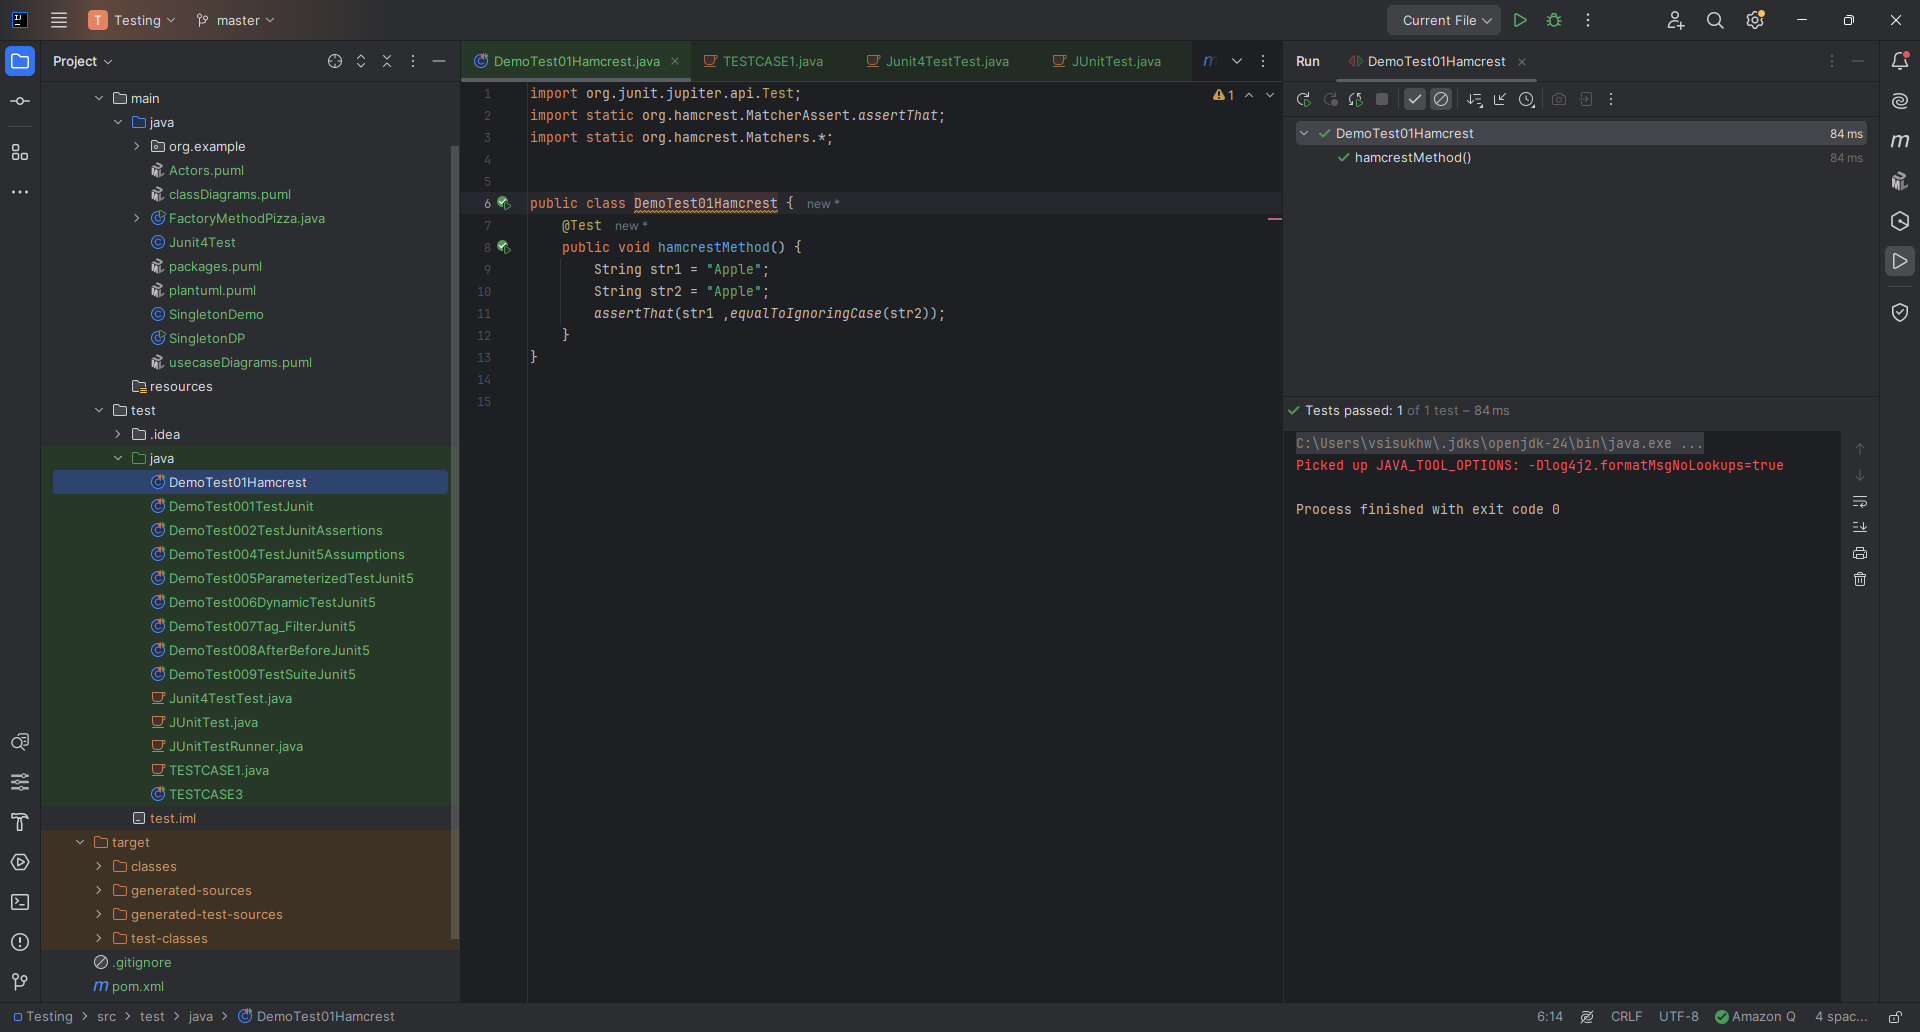 T Testing master Current File
Project
DemoTest01Hamcrest.java TESTCASE1.java Junit4TestTest.java JUnitTest.java m
Run DemoTest01Hamcrest
main
java
org.example
Actors.puml
classDiagrams.puml
FactoryMethodPizza.java
Junit4Test
packages.puml
plantuml.puml
SingletonDemo
SingletonDP
usecaseDiagrams.puml
resources
test
.idea
java
DemoTest01Hamcrest
DemoTest001TestJunit
DemoTest002TestJunitAssertions
DemoTest004TestJunit5Assumptions
DemoTest005ParameterizedTestJunit5
DemoTest006DynamicTestJunit5
DemoTest007Tag_FilterJunit5
DemoTest008AfterBeforeJunit5
DemoTest009TestSuiteJunit5
Junit4TestTest.java
JUnitTest.java
JUnitTestRunner.java
TESTCASE1.java
TESTCASE3
test.iml
target
classes
generated-sources
generated-test-sources
test-classes
.gitignore
m pom.xml
1 import org.junit.jupiter.api.Test;
2 import static org.hamcrest.MatcherAssert.assertThat;
3 import static org.hamcrest.Matchers.*;
4
5
6 public class DemoTest01Hamcrest { new *
7 @Test new *
8 public void hamcrestMethod() {
9 String str1 = "Apple";
10 String str2 = "Apple";
11 assertThat(str1 ,equalToIgnoringCase(str2));
12 }
13 }
14
15
1
DemoTest01Hamcrest 84 ms
hamcrestMethod() 84 ms
Tests passed: 1 of 1 test – 84 ms
C:\Users\vsisukhw\.jdks\openjdk-24\bin\java.exe ...
Picked up JAVA_TOOL_OPTIONS: -Dlog4j2.formatMsgNoLookups=true
Process finished with exit code 0
m
Testing > src > test > java > DemoTest01Hamcrest
6:14 CRLF UTF-8 Amazon Q 4 spac...